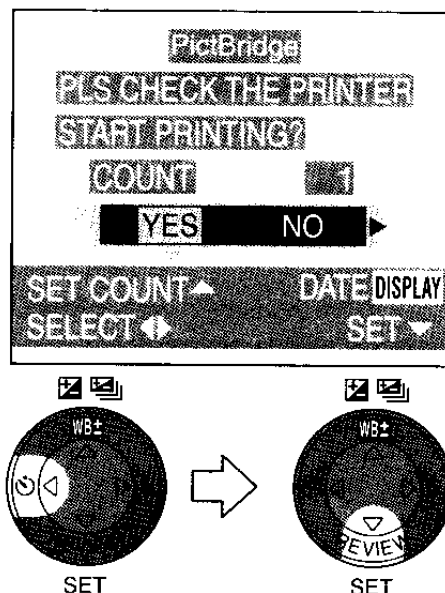 PictBridge
PLS CHECK THE PRINTER
START PRINTING?
COUNT 1
YES NO
SET COUNT DATE DISPLAY
SELECT SET
WB± WB±
REVIEW
SET SET